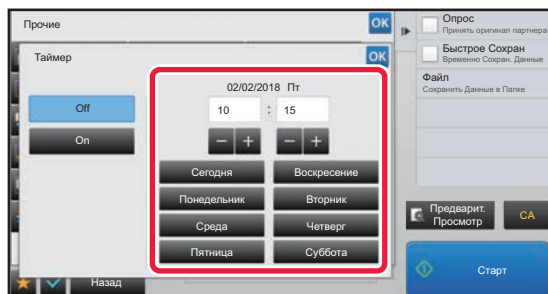 Прочие
OK
Таймер
OK
02/02/2018 Пт
Off
10 : 15
On
− + − +
Сегодня Воскресение
Понедельник Вторник
Среда Четверг
Пятница Суббота
Назад
Опрос
Принять оригинал партнера
Быстрое Сохран
Временно Сохран. Данные
Файл
Сохранить Данные в Папке
Предварит.
Просмотр
CA
Старт